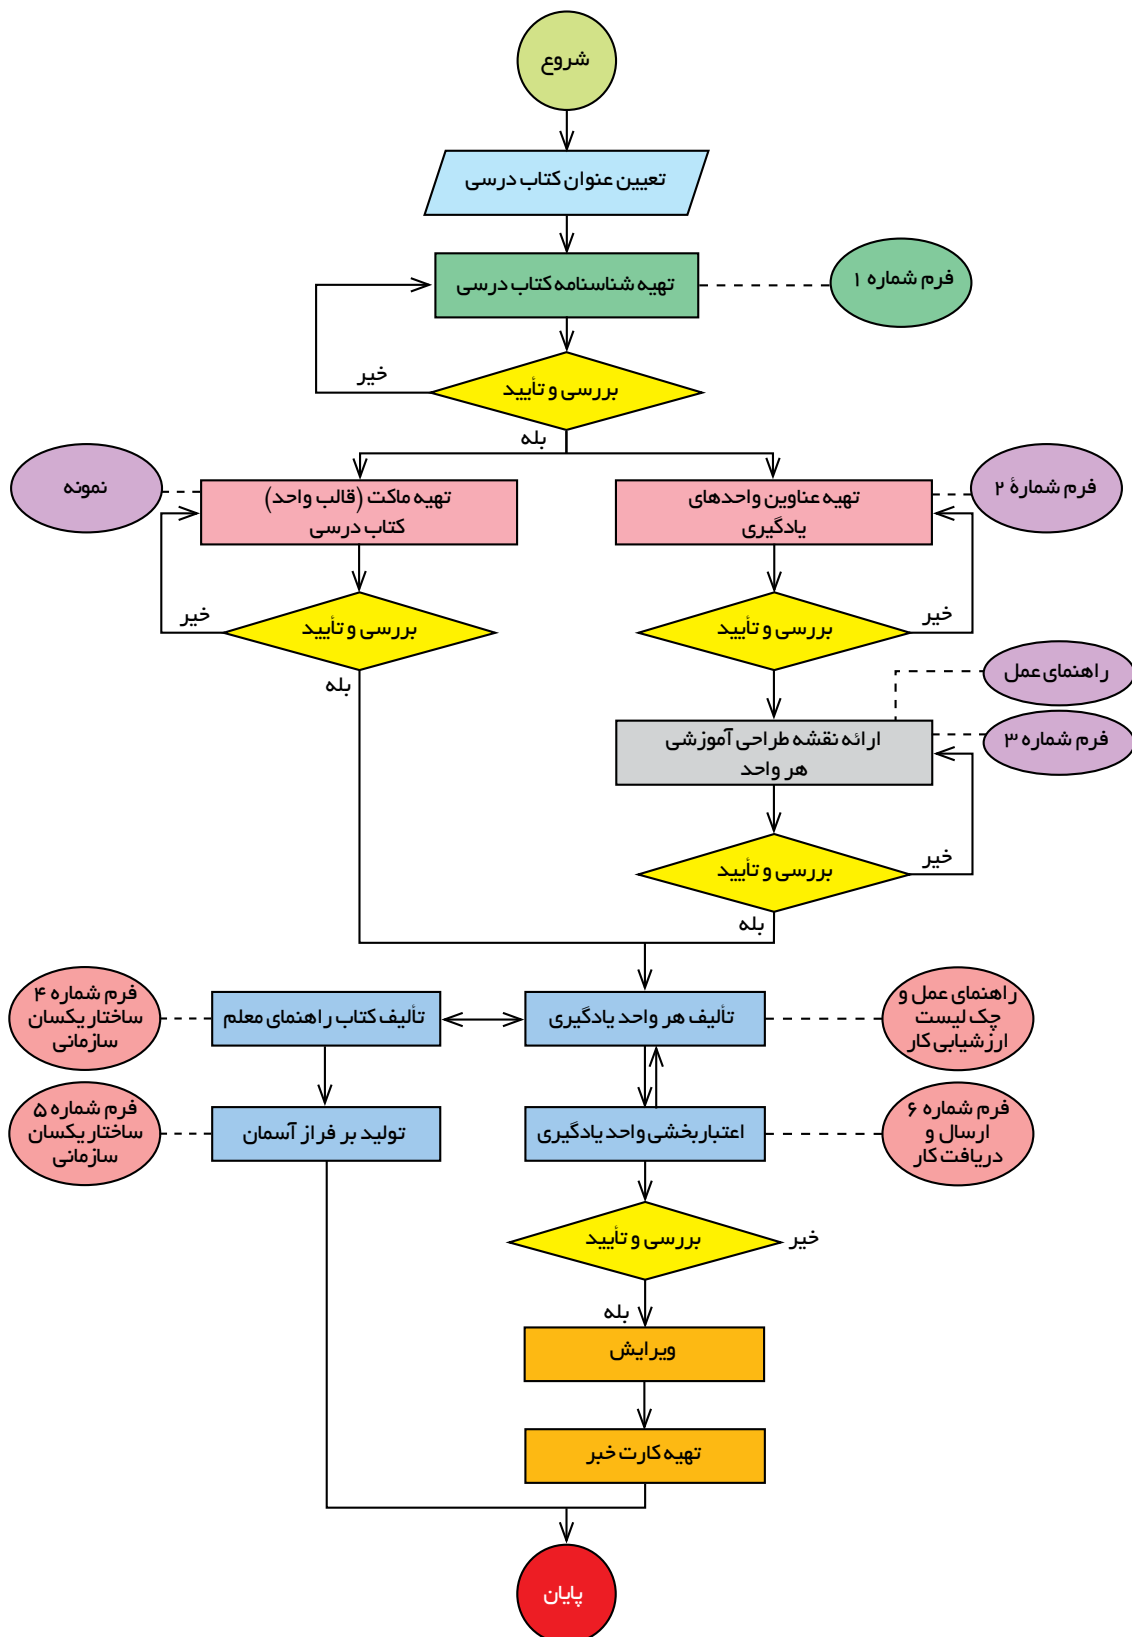 شروع
تعیین عنوان کتاب درسی
تهیه شناسنامه کتاب درسی
فرم شماره ۱
خیر
بررسی و تأیید
بله
تهیه عناوین واحدهای
یادگیری
فرم شمارۀ ۲
تهیه ماکت (قالب واحد)
کتاب درسی
نمونه
خیر
بررسی و تأیید
خیر
بررسی و تأیید
بله
راهنمای عمل
ارائه نقشه طراحی آموزشی
هر واحد
فرم شماره ۳
خیر
بررسی و تأیید
بله
راهنمای عمل و
چک لیست
ارزشیابی کار
تألیف هر واحد یادگیری
تألیف کتاب راهنمای معلم
فرم شماره ۴
ساختار یکسان
سازمانی
فرم شماره ۶
ارسال و
دریافت کار
اعتباربخشی واحد یادگیری
تولید بر فراز آسمان
فرم شماره ۵
ساختار یکسان
سازمانی
خیر
بررسی و تأیید
بله
ویرایش
تهیه کارت خبر
پایان